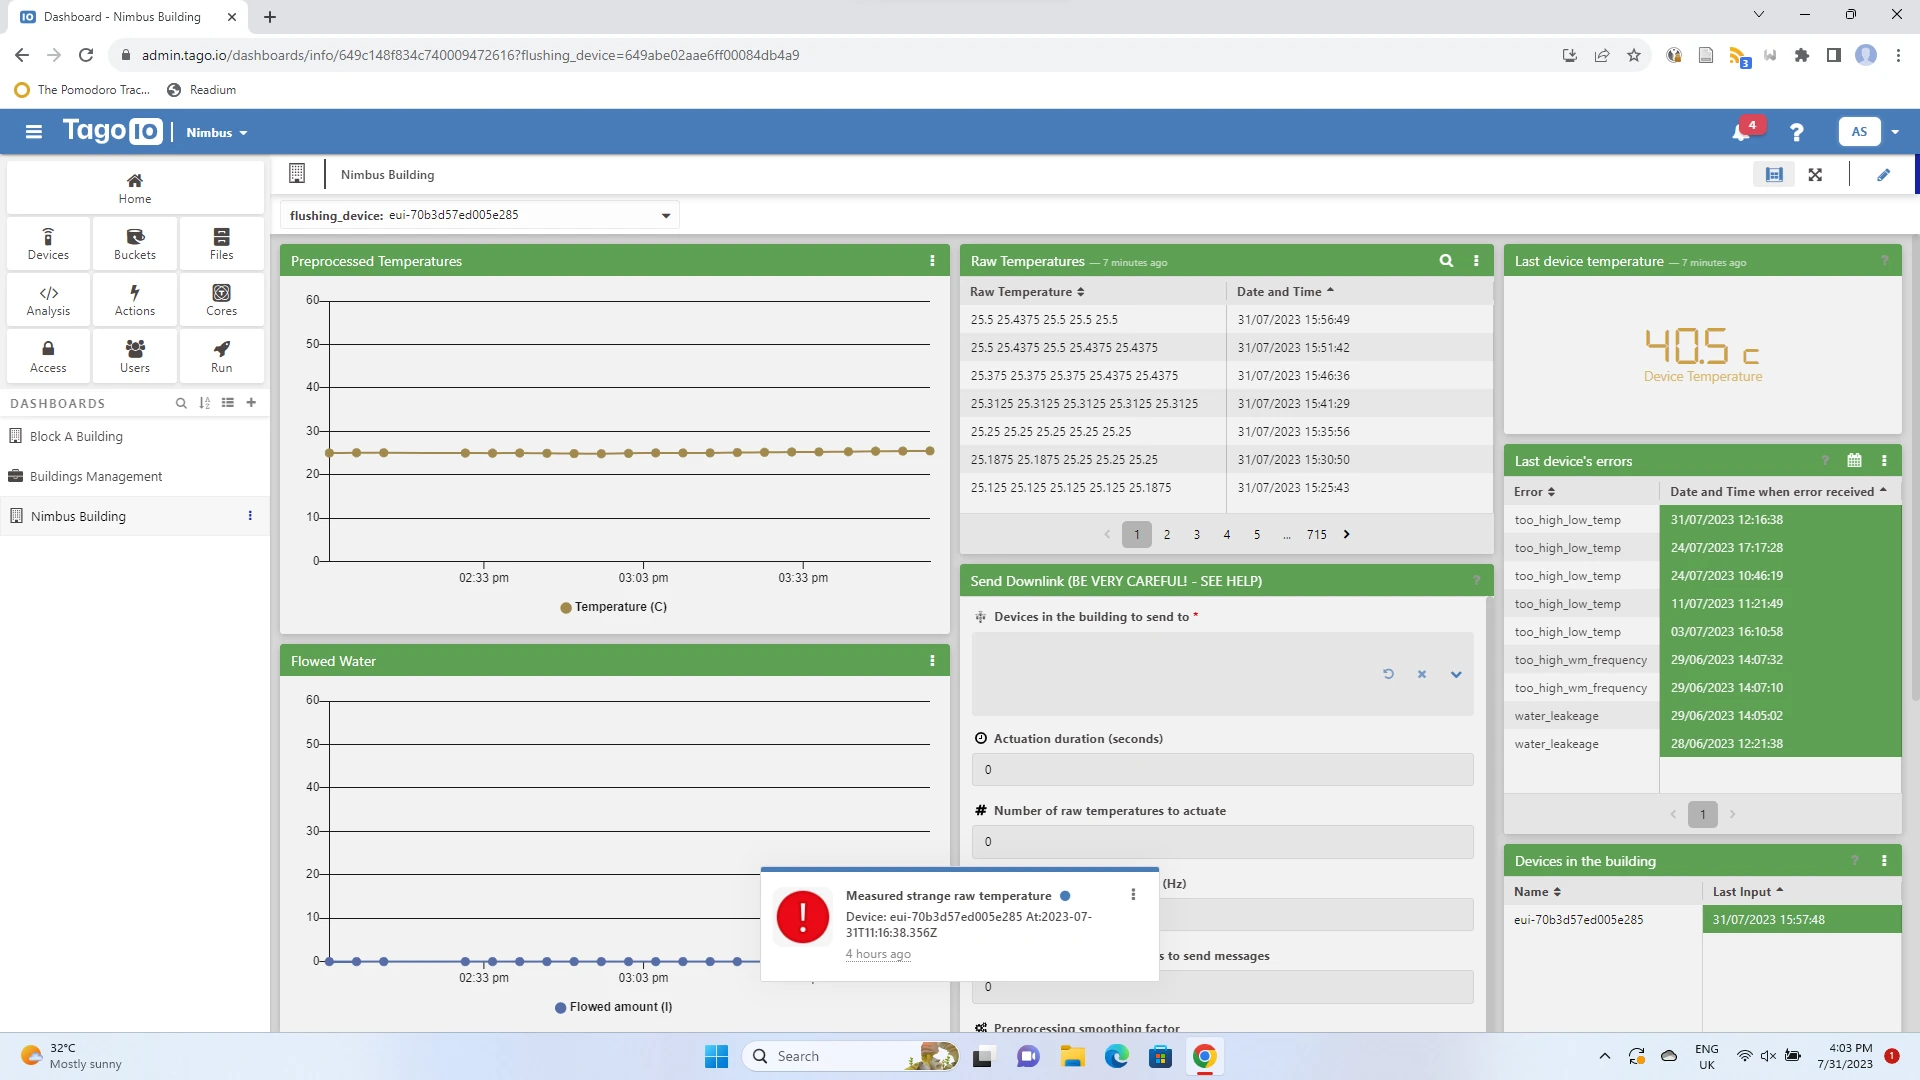 Dashboard - Nimbus Building
admin.tago.io/dashboards/info/649c148f834c740009472616?flushing_device=649abe02aae6ff00084db4a9
3
The Pomodoro Trac...
Readium
Tago IO
Nimbus
4
?
AS
Home
Devices
Buckets
Files
Analysis
Actions
Cores
Access
Users
Run
DASHBOARDS
Block A Building
Buildings Management
Nimbus Building
Nimbus Building
flushing_device: eui-70b3d57ed005e285
Preprocessed Temperatures
60
50
40
30
20
10
0
02:33 pm
03:03 pm
03:33 pm
Temperature (C)
Flowed Water
60
50
40
30
20
10
0
02:33 pm
03:03 pm
Flowed amount (l)
Raw Temperatures — 7 minutes ago
Raw Temperature
Date and Time
25.5 25.4375 25.5 25.5 25.5
31/07/2023 15:56:49
25.5 25.4375 25.5 25.4375 25.4375
31/07/2023 15:51:42
25.375 25.375 25.375 25.4375 25.4375
31/07/2023 15:46:36
25.3125 25.3125 25.3125 25.3125 25.3125
31/07/2023 15:41:29
25.25 25.25 25.25 25.25 25.25
31/07/2023 15:35:56
25.1875 25.1875 25.25 25.25 25.25
31/07/2023 15:30:50
25.125 25.125 25.125 25.125 25.1875
31/07/2023 15:25:43
1 2 3 4 5 ... 715
Send Downlink (BE VERY CAREFUL! - SEE HELP)
?
Devices in the building to send to *
Actuation duration (seconds)
0
Number of raw temperatures to actuate
0
(Hz)
s to send messages
0
Preprocessing smoothing factor
Measured strange raw temperature
Device: eui-70b3d57ed005e285 At:2023-07-
31T11:16:38.356Z
4 hours ago
Last device temperature — 7 minutes ago
?
40.5 C
Device Temperature
Last device's errors
?
Error
Date and Time when error received
too_high_low_temp
31/07/2023 12:16:38
too_high_low_temp
24/07/2023 17:17:28
too_high_low_temp
24/07/2023 10:46:19
too_high_low_temp
11/07/2023 11:21:49
too_high_low_temp
03/07/2023 16:10:58
too_high_wm_frequency
29/06/2023 14:07:32
too_high_wm_frequency
29/06/2023 14:07:10
water_leakeage
29/06/2023 14:05:02
water_leakeage
28/06/2023 12:21:38
1
Devices in the building
?
Name
Last Input
eui-70b3d57ed005e285
31/07/2023 15:57:48
32°C
Mostly sunny
Search
ENG
UK
4:03 PM
7/31/2023
1